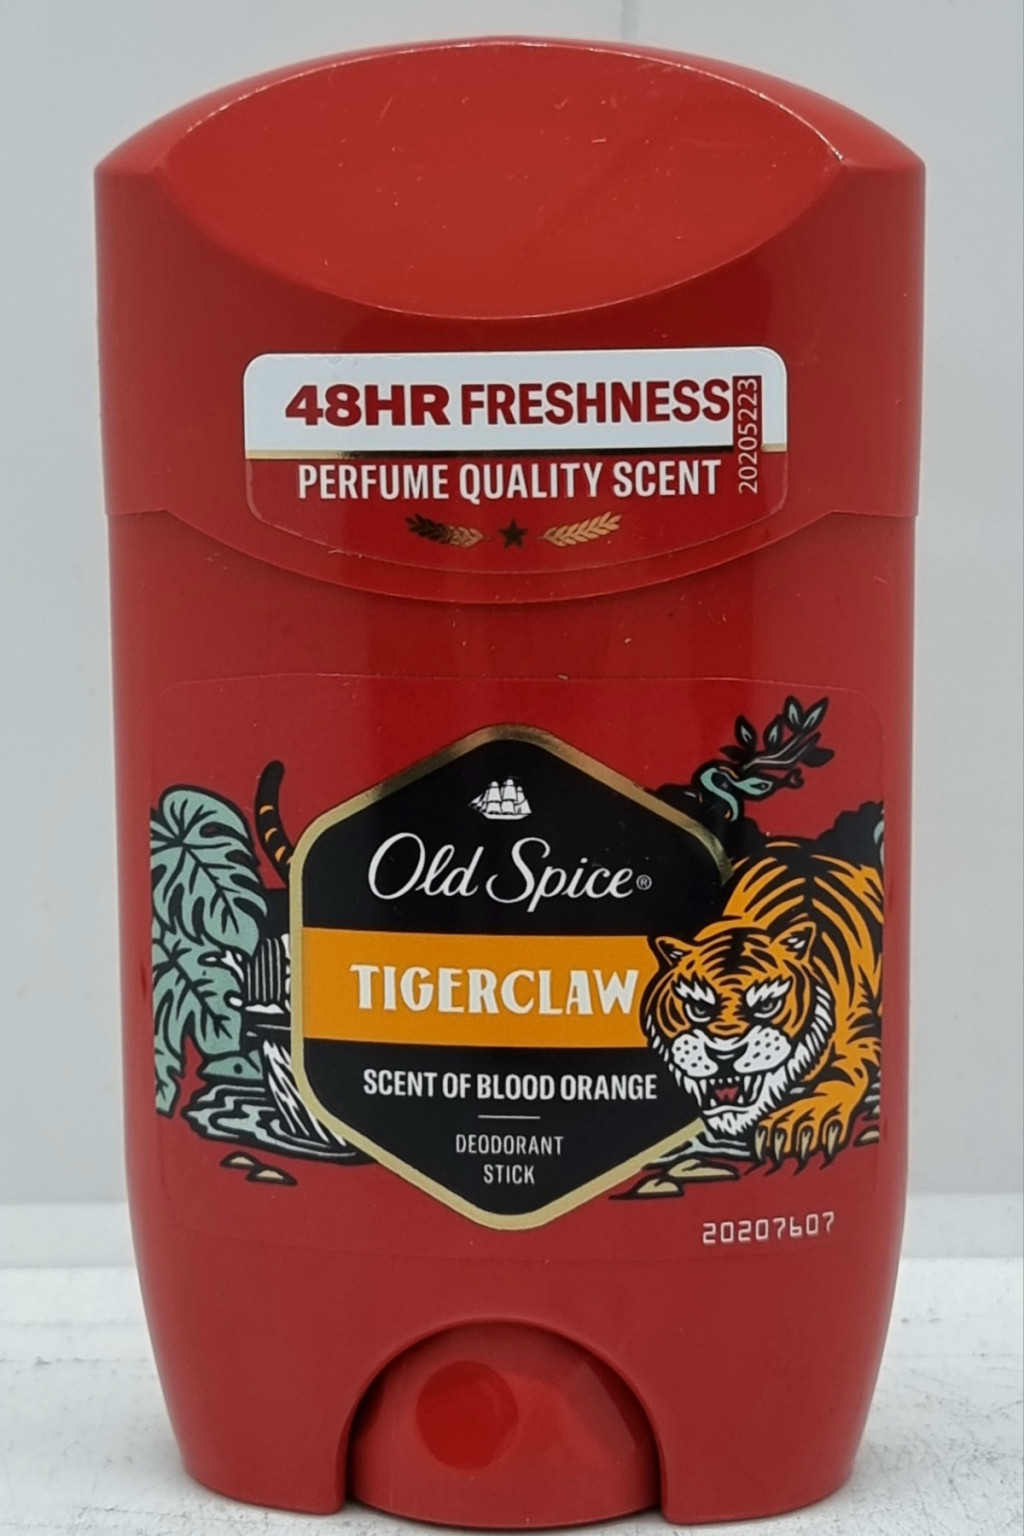 48HR FRESHNESS
PERFUME QUALITY SCENT
20205223
Old Spice®
TIGERCLAW
SCENT OF BLOOD ORANGE
DEODORANT
STICK
20207607